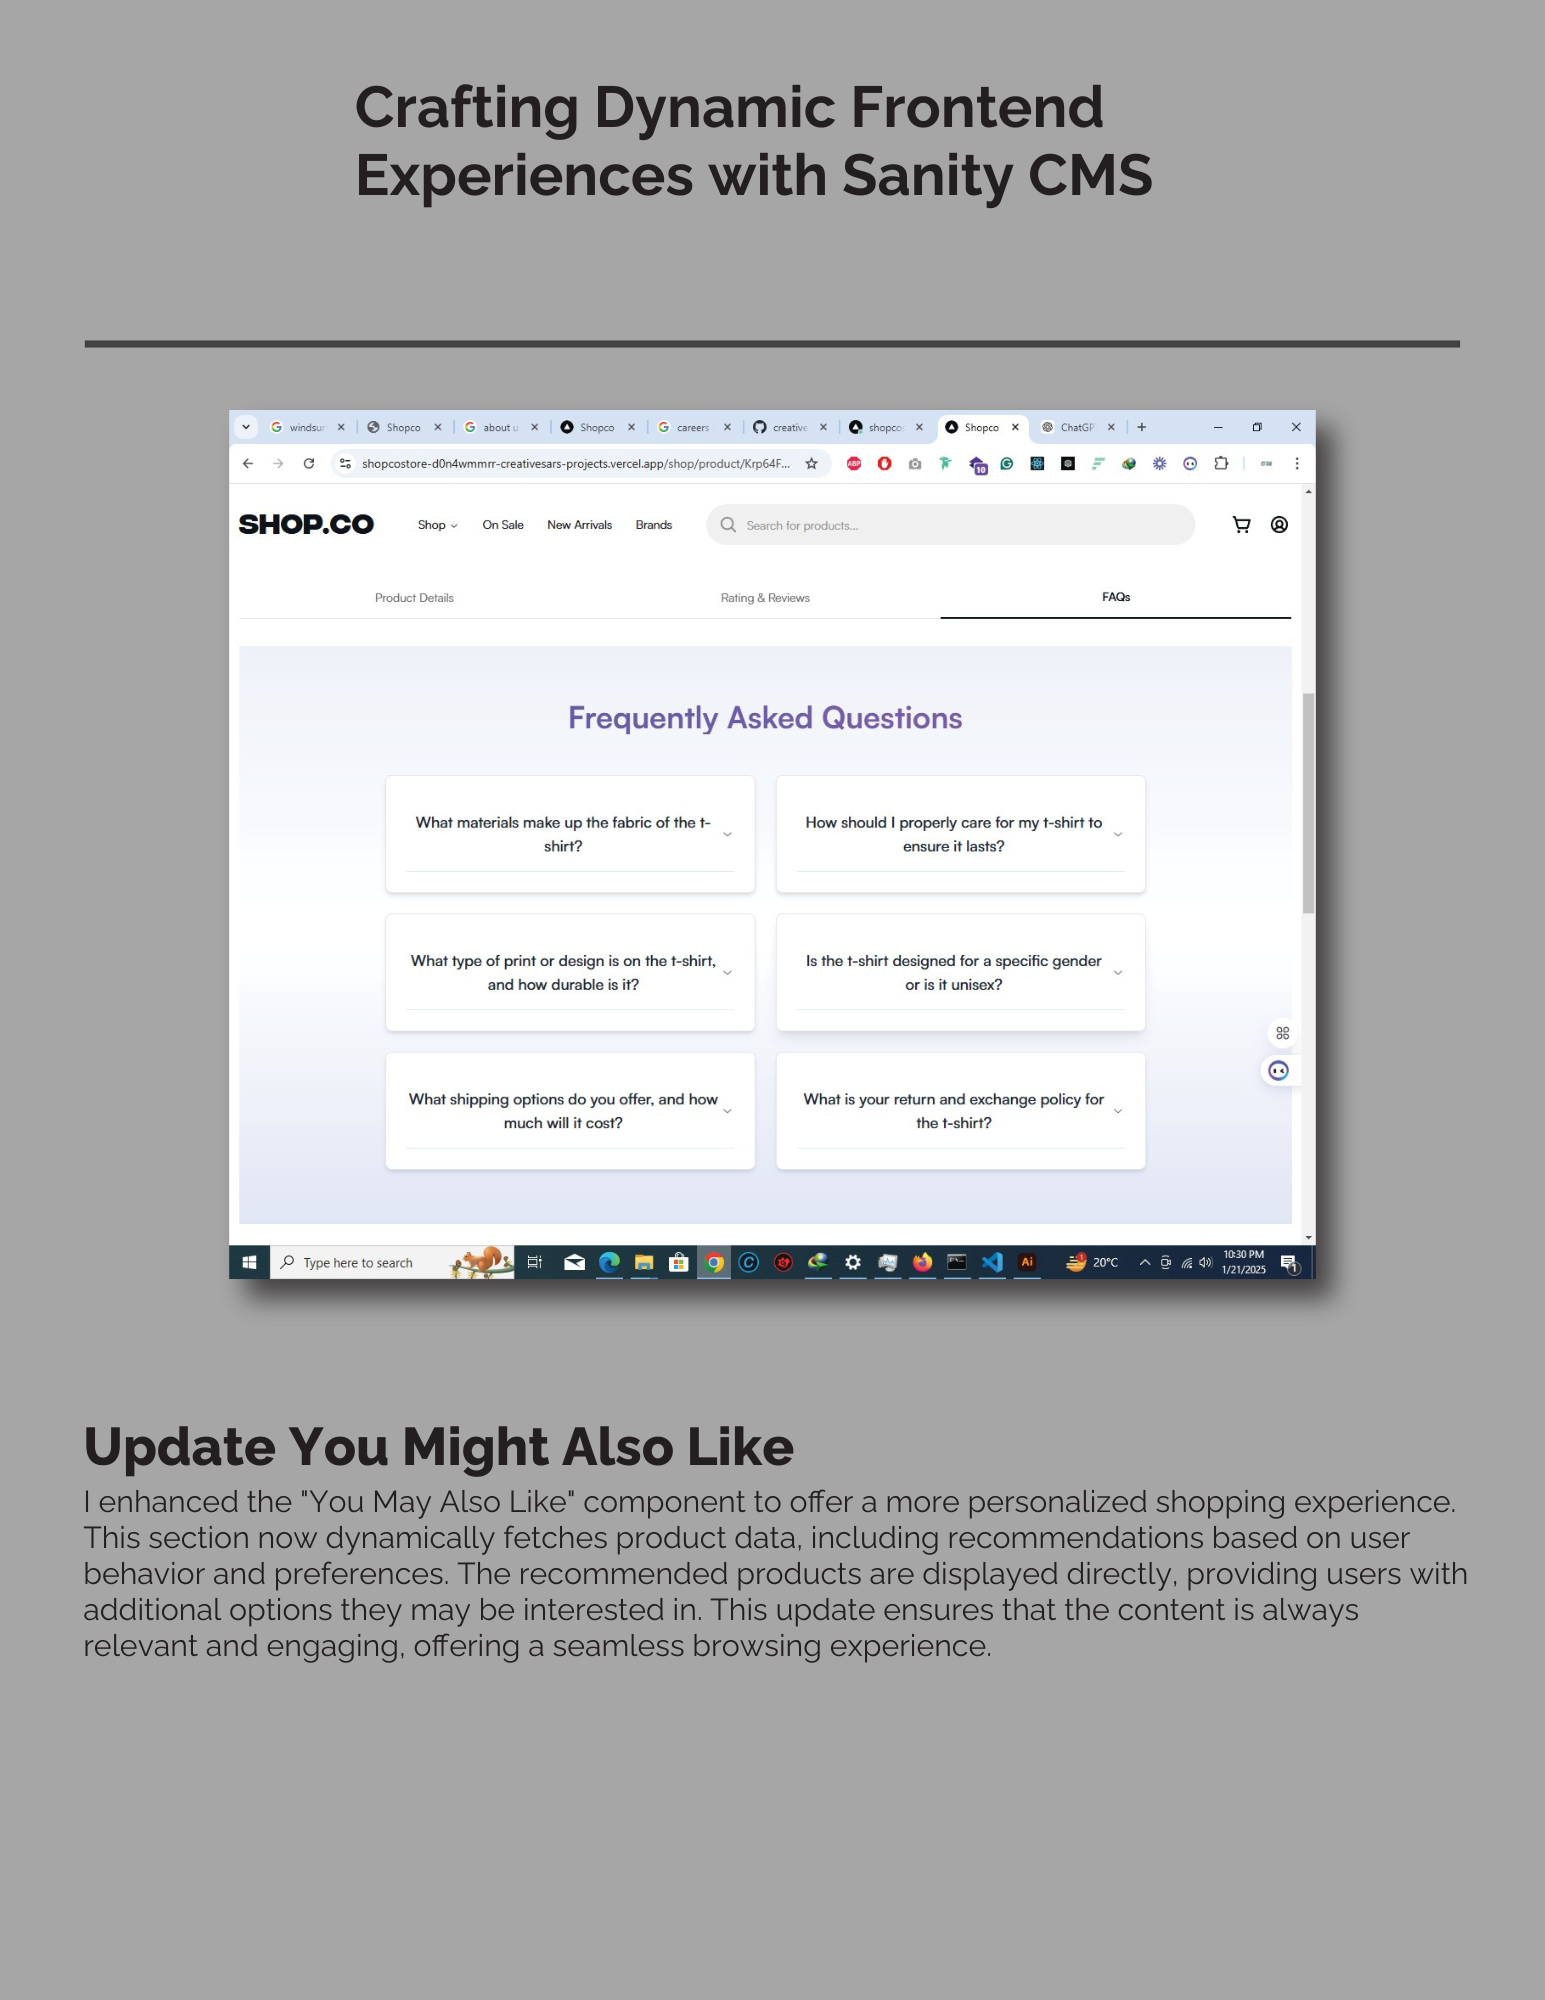 Crafting Dynamic Frontend
Experiences with Sanity CMS
windsur
Shopco
about u
Shopco
careers
creative
shopco
Shopco
ChatGP
shopcostore-d0n4wmmrr-creativesars-projects.vercel.app/shop/product/Krp64F...
ABP
10
SHOP.CO
Shop
On Sale
New Arrivals
Brands
Search for products...
Product Details
Rating & Reviews
FAQs
Frequently Asked Questions
What materials make up the fabric of the t-
shirt?
How should I properly care for my t-shirt to
ensure it lasts?
What type of print or design is on the t-shirt,
and how durable is it?
Is the t-shirt designed for a specific gender
or is it unisex?
What shipping options do you offer, and how
much will it cost?
What is your return and exchange policy for
the t-shirt?
Type here to search
Ai
1
20°C
10:30 PM
1/21/2025
1
Update You Might Also Like
I enhanced the "You May Also Like" component to offer a more personalized shopping experience.
This section now dynamically fetches product data, including recommendations based on user
behavior and preferences. The recommended products are displayed directly, providing users with
additional options they may be interested in. This update ensures that the content is always
relevant and engaging, offering a seamless browsing experience.